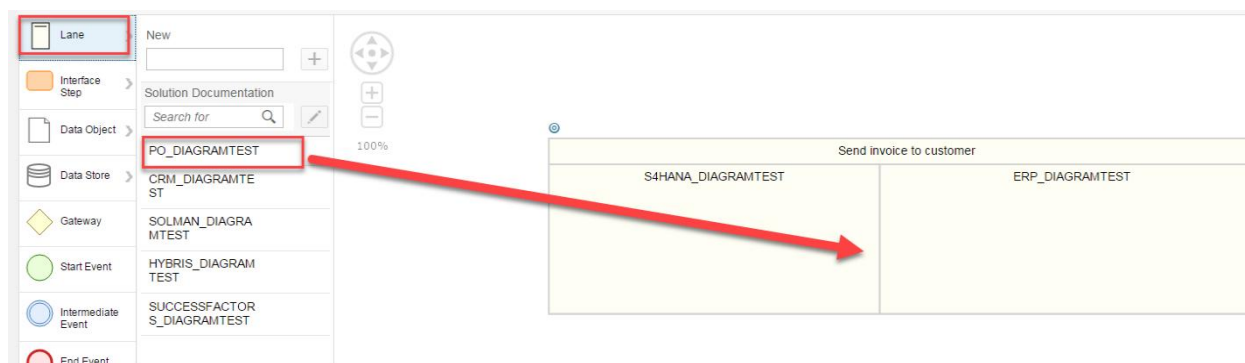 Lane
Interface
Step
Data Object
Data Store
Gateway
Start Event
Intermediate
Event
End Event
New
Solution Documentation
Search for
PO_DIAGRAMTEST
CRM_DIAGRAMTE
ST
SOLMAN_DIAGRA
MTEST
HYBRIS_DIAGRAM
TEST
SUCCESSFACTOR
S_DIAGRAMTEST
100%
Send invoice to customer
S4HANA_DIAGRAMTEST
ERP_DIAGRAMTEST